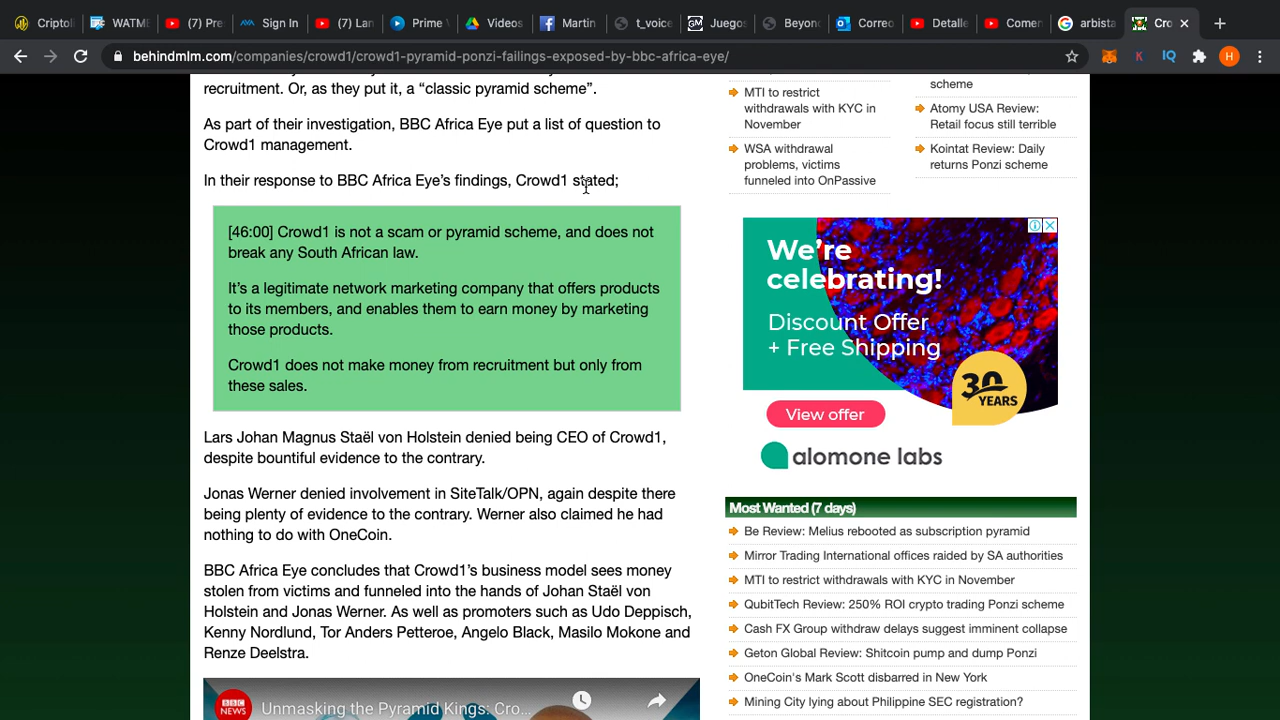 Criptol
WATME
(7) Pre
Sign In
(7) Lan
Prime V
Videos
Martin
t_voice
Juegos
Beyond
Correo
Detalle
Comen
arbista
Cro
behindmlm.com/companies/crowd1/crowd1-pyramid-ponzi-failings-exposed-by-bbc-africa-eye/
K
IQ
H
recruitment. Or, as they put it, a “classic pyramid scheme”.
As part of their investigation, BBC Africa Eye put a list of question to
Crowd1 management.
In their response to BBC Africa Eye’s findings, Crowd1 stated;
[46:00] Crowd1 is not a scam or pyramid scheme, and does not
break any South African law.
It’s a legitimate network marketing company that offers products
to its members, and enables them to earn money by marketing
those products.
Crowd1 does not make money from recruitment but only from
these sales.
Lars Johan Magnus Staël von Holstein denied being CEO of Crowd1,
despite bountiful evidence to the contrary.
Jonas Werner denied involvement in SiteTalk/OPN, again despite there
being plenty of evidence to the contrary. Werner also claimed he had
nothing to do with OneCoin.
BBC Africa Eye concludes that Crowd1’s business model sees money
stolen from victims and funneled into the hands of Johan Staël von
Holstein and Jonas Werner. As well as promoters such as Udo Deppisch,
Kenny Nordlund, Tor Anders Petteroe, Angelo Black, Masilo Mokone and
Renze Deelstra.
BBC
NEWS
Unmasking the Pyramid Kings: Cro...
MTI to restrict
withdrawals with KYC in
November
WSA withdrawal
problems, victims
funneled into OnPassive
scheme
Atomy USA Review:
Retail focus still terrible
Kointat Review: Daily
returns Ponzi scheme
We’re
celebrating!
Discount Offer
+ Free Shipping
30
YEARS
View offer
alomone labs
Most Wanted (7 days)
Be Review: Melius rebooted as subscription pyramid
Mirror Trading International offices raided by SA authorities
MTI to restrict withdrawals with KYC in November
QubitTech Review: 250% ROI crypto trading Ponzi scheme
Cash FX Group withdraw delays suggest imminent collapse
Geton Global Review: Shitcoin pump and dump Ponzi
OneCoin's Mark Scott disbarred in New York
Mining City lying about Philippine SEC registration?